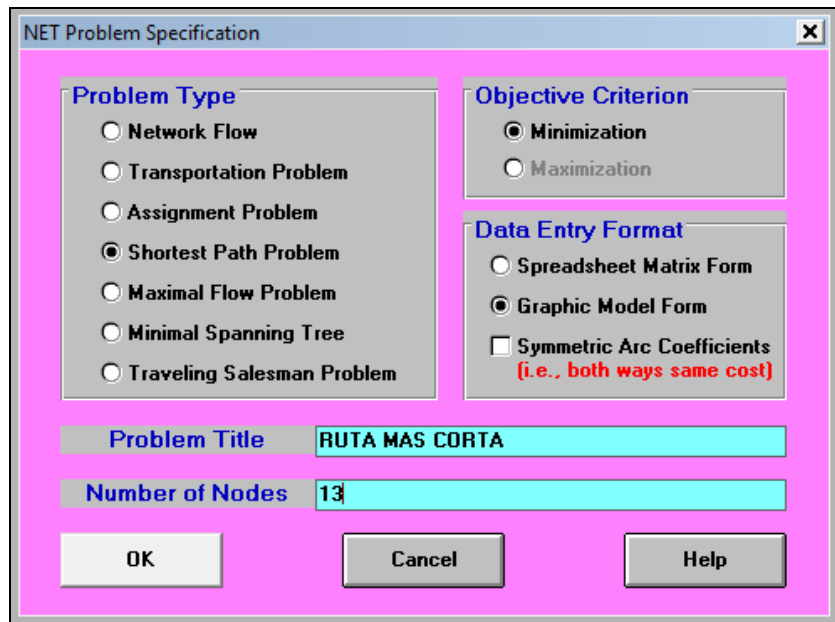 NET Problem Specification
Problem Type
Network Flow
Transportation Problem
Assignment Problem
Shortest Path Problem
Maximal Flow Problem
Minimal Spanning Tree
Traveling Salesman Problem
Objective Criterion
Minimization
Maximization
Data Entry Format
Spreadsheet Matrix Form
Graphic Model Form
Symmetric Arc Coefficients
(i.e., both ways same cost)
Problem Title
RUTA MAS CORTA
Number of Nodes
13
OK
Cancel
Help